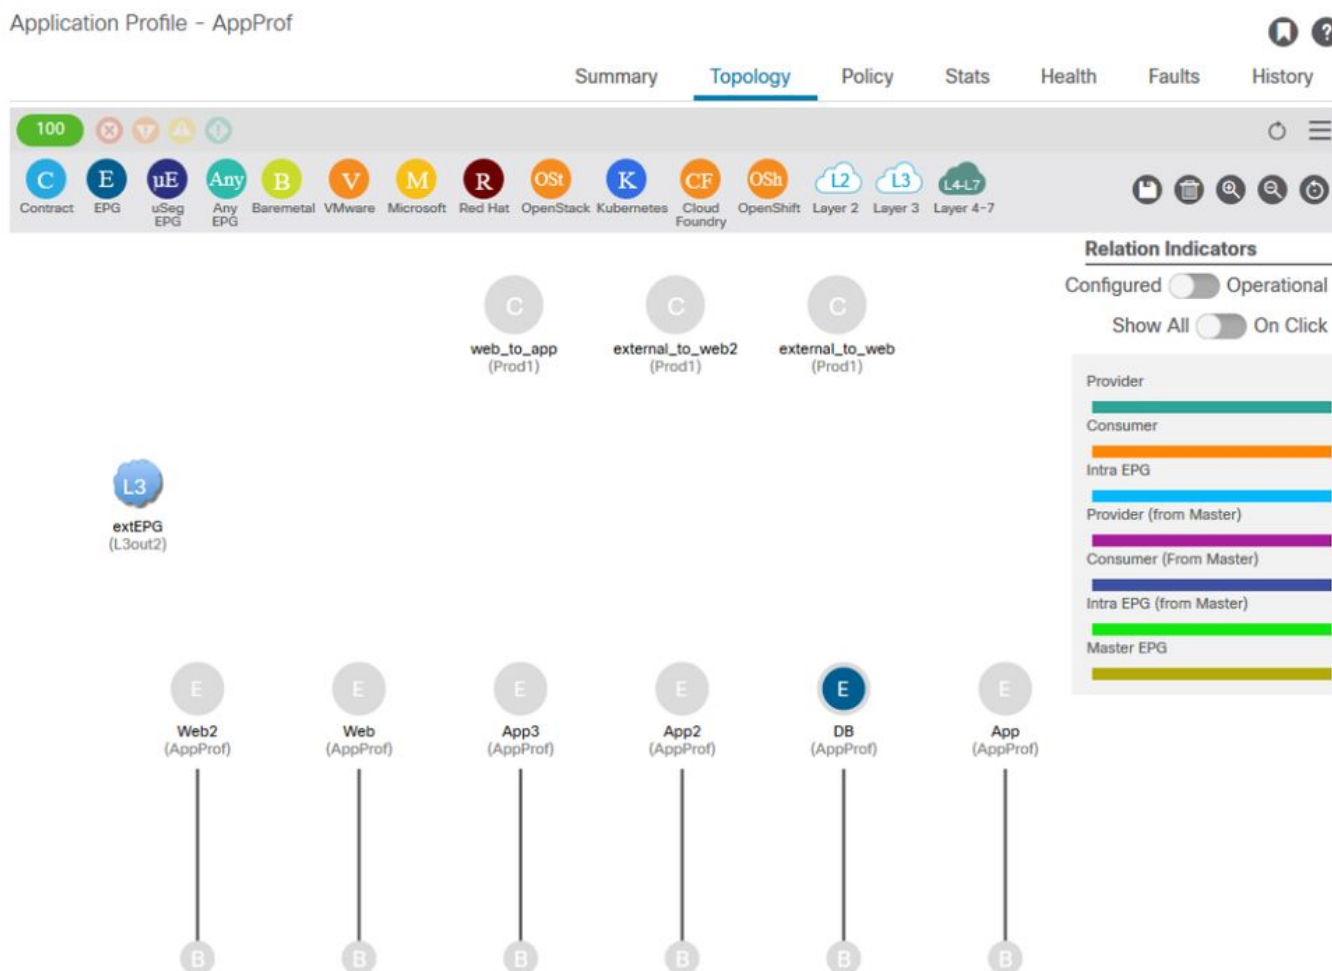 Application Profile - AppProf
?
Summary Topology Policy Stats Health Faults History
100
C E μE Any B V M R OSt K CF OSh L2 L3 L4-L7
Contract EPG uSeg EPG Any EPG Baremetal VMware Microsoft Red Hat OpenStack Kubernetes Cloud Foundry OpenShift Layer 2 Layer 3 Layer 4-7
Relation Indicators
Configured Operational
Show All On Click
C C C
web_to_app external_to_web2 external_to_web
(Prod1) (Prod1) (Prod1)
Provider
Consumer
Intra EPG
Provider (from Master)
Consumer (From Master)
Intra EPG (from Master)
Master EPG
L3
extEPG
(L3out2)
E E E E E E
Web2 Web App3 App2 DB App
(AppProf) (AppProf) (AppProf) (AppProf) (AppProf) (AppProf)
B B B B B B